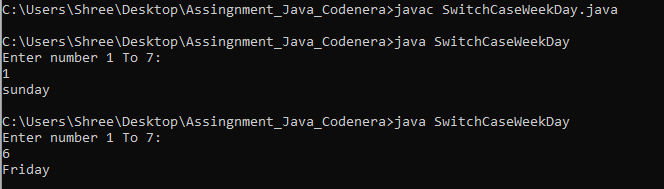 C:\Users\Shree\Desktop\Assingnment_Java_Codenera>javac SwitchCaseWeekDay.java
C:\Users\Shree\Desktop\Assingnment_Java_Codenera>java SwitchCaseWeekDay
Enter number 1 To 7:
1
sunday
C:\Users\Shree\Desktop\Assingnment_Java_Codenera>java SwitchCaseWeekDay
Enter number 1 To 7:
6
Friday